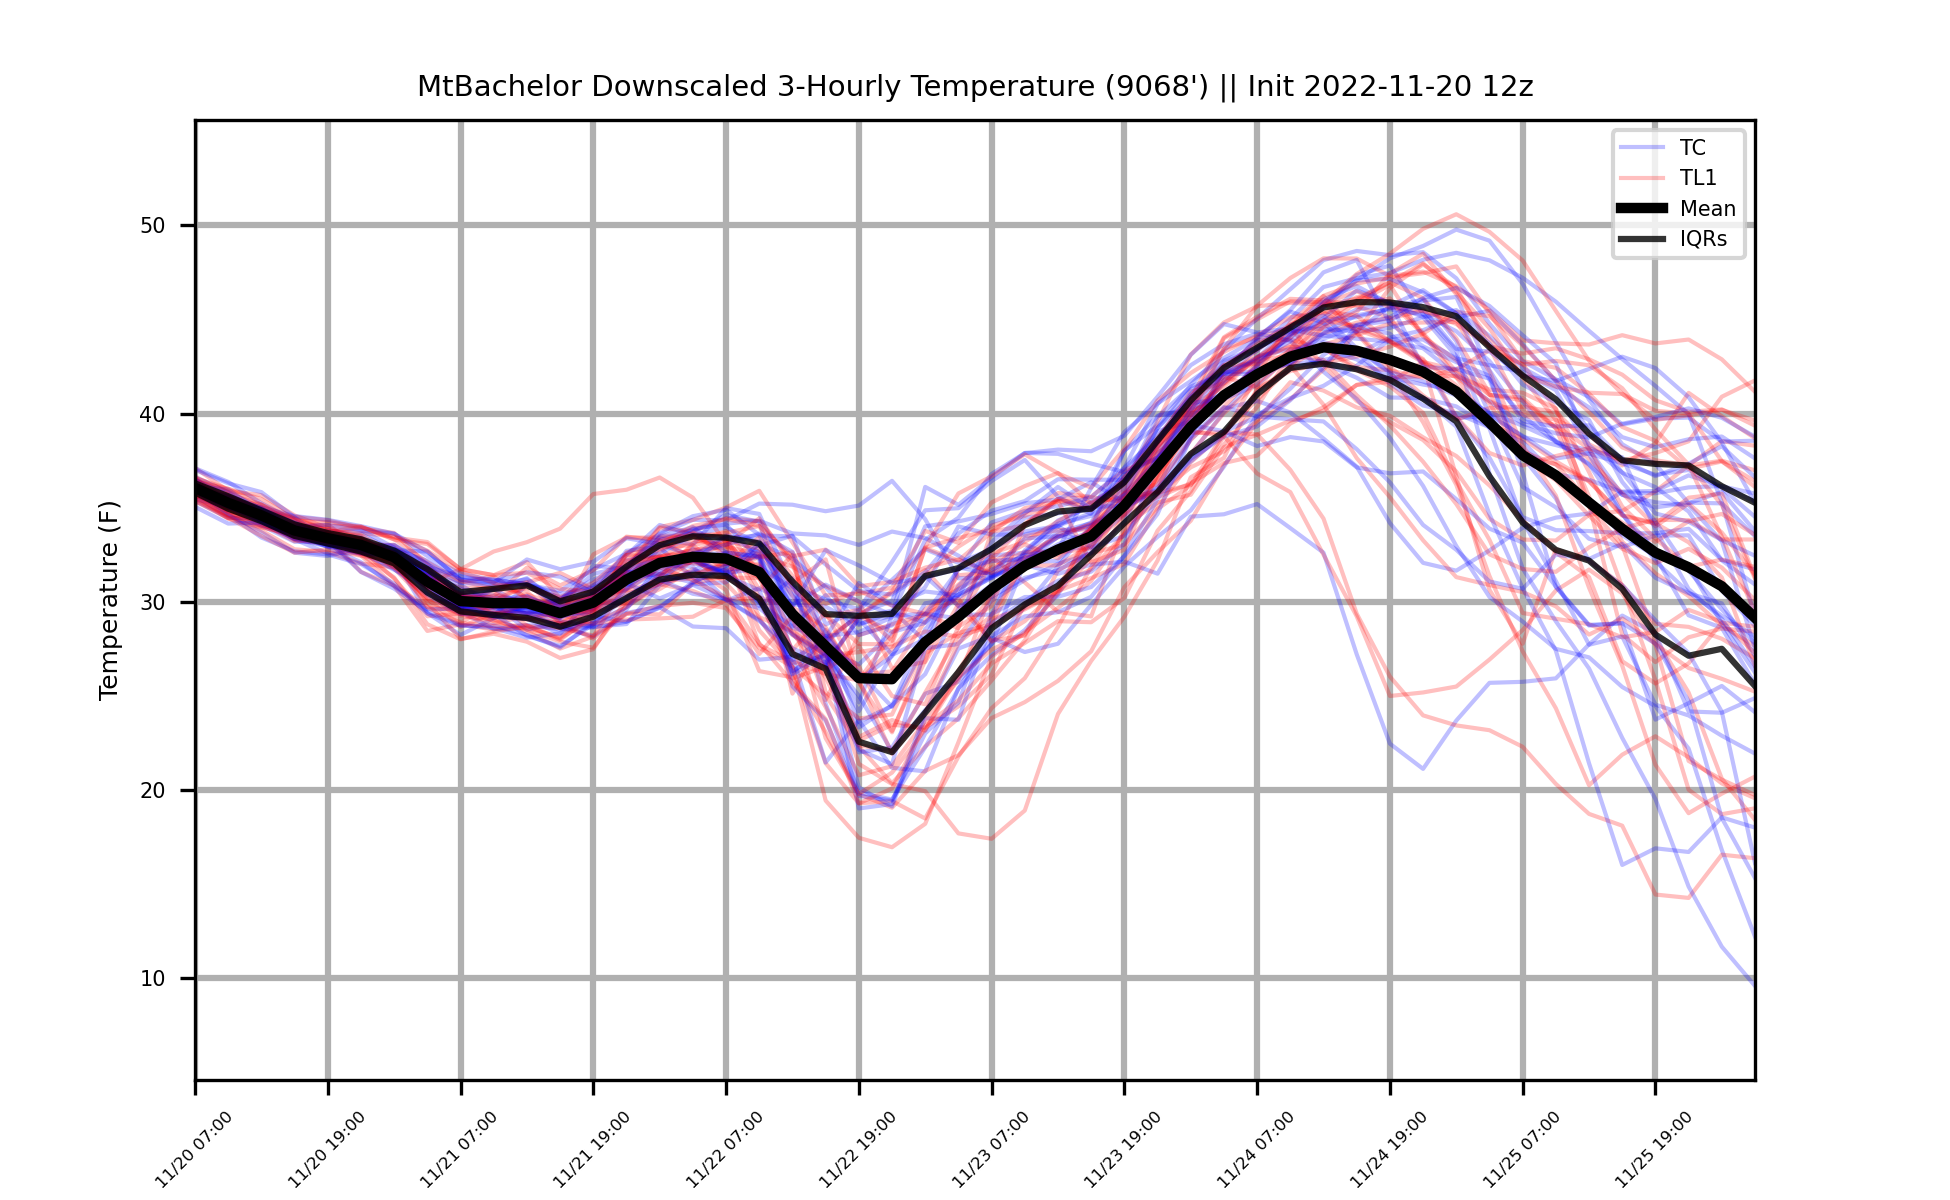 MtBachelor Downscaled 3-Hourly Temperature (9068') || Init 2022-11-20 12z
TC
TL1
Mean
IQRs
Temperature (F)
50
40
30
20
10
11/20 07:00
11/20 19:00
11/21 07:00
11/21 19:00
11/22 07:00
11/22 19:00
11/23 07:00
11/23 19:00
11/24 07:00
11/24 19:00
11/25 07:00
11/25 19:00